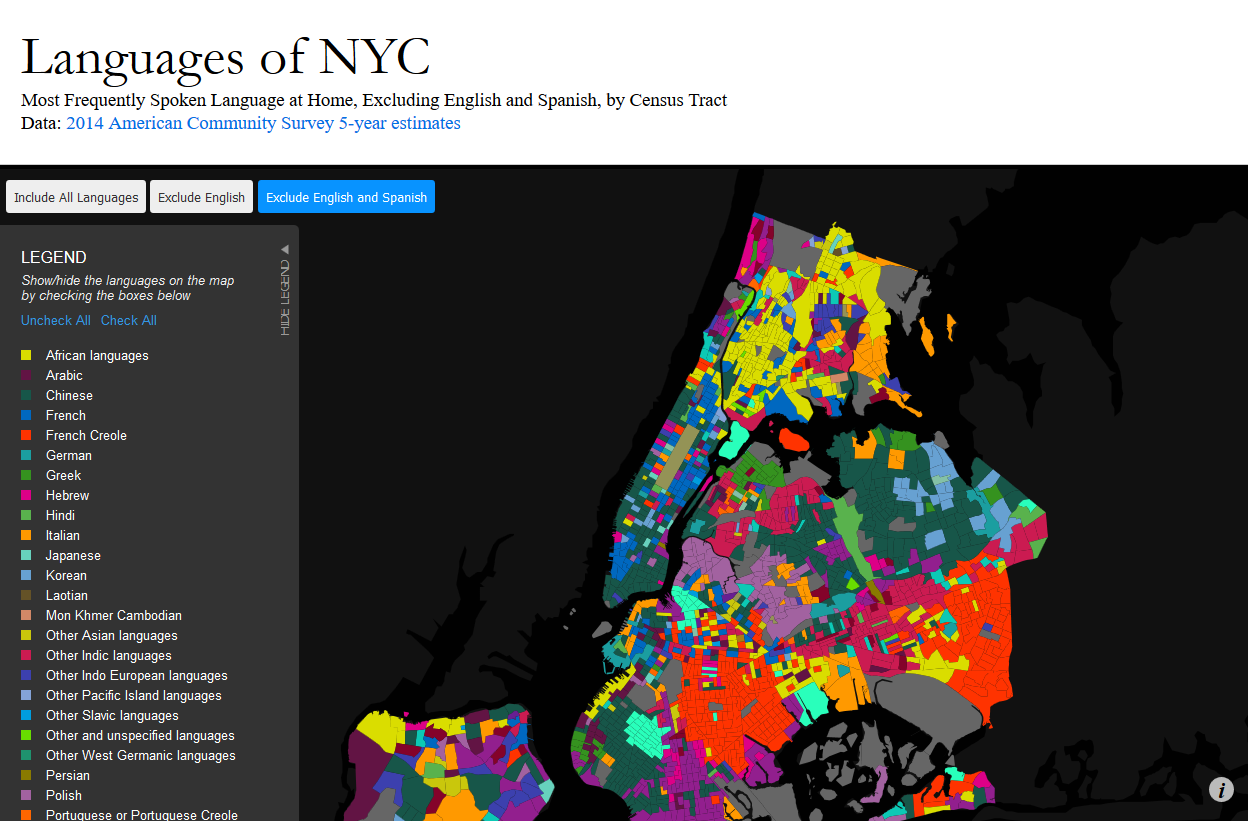 Languages of NYC
Most Frequently Spoken Language at Home, Excluding English and Spanish, by Census Tract
Data: 2014 American Community Survey 5-year estimates
Include All Languages
Exclude English
Exclude English and Spanish
LEGEND
Show/hide the languages on the map
by checking the boxes below
Uncheck All Check All
HIDE LEGEND
African languages
Arabic
Chinese
French
French Creole
German
Greek
Hebrew
Hindi
Italian
Japanese
Korean
Laotian
Mon Khmer Cambodian
Other Asian languages
Other Indic languages
Other Indo European languages
Other Pacific Island languages
Other Slavic languages
Other and unspecified languages
Other West Germanic languages
Persian
Polish
Portuguese or Portuguese Creole
i